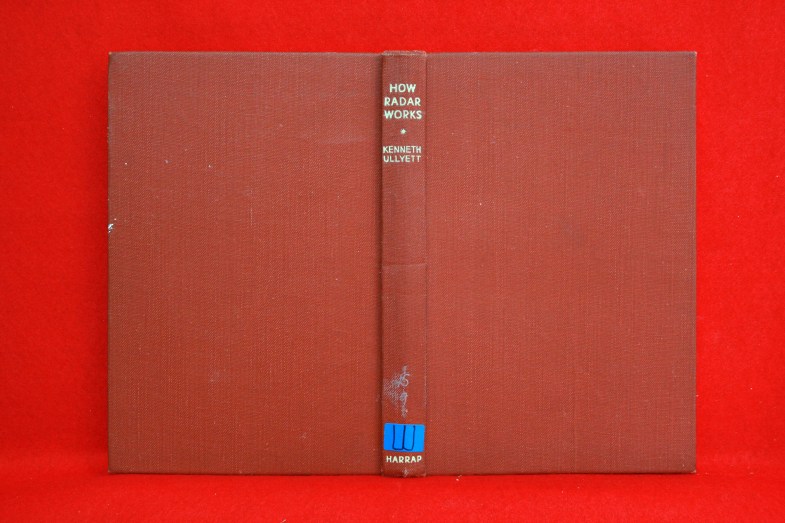 HOW
RADAR
WORKS
*
KENNETH
ULLYETT
W
HARRAP